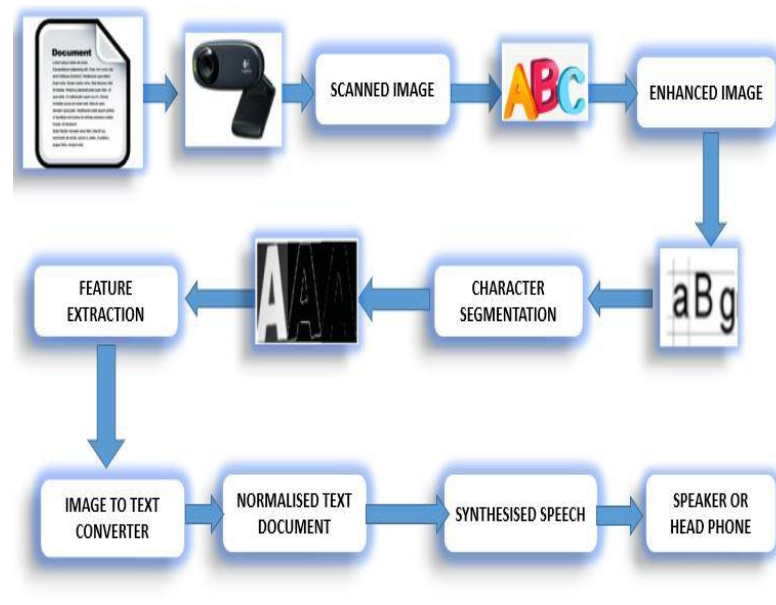 Document
SCANNED IMAGE
ABC
ENHANCED IMAGE
aBg
CHARACTER
SEGMENTATION
A A A
FEATURE
EXTRACTION
IMAGE TO TEXT
CONVERTER
NORMALISED TEXT
DOCUMENT
SYNTHESISED SPEECH
SPEAKER OR
HEAD PHONE